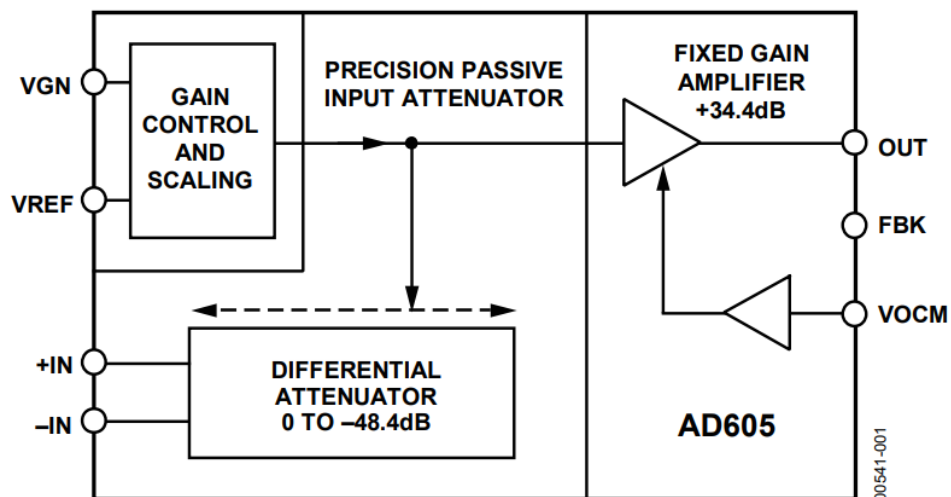 VGN
VREF
GAIN
CONTROL
AND
SCALING
PRECISION PASSIVE
INPUT ATTENUATOR
FIXED GAIN
AMPLIFIER
+34.4dB
OUT
FBK
VOCM
+IN
–IN
DIFFERENTIAL
ATTENUATOR
0 TO –48.4dB
AD605
00541-001